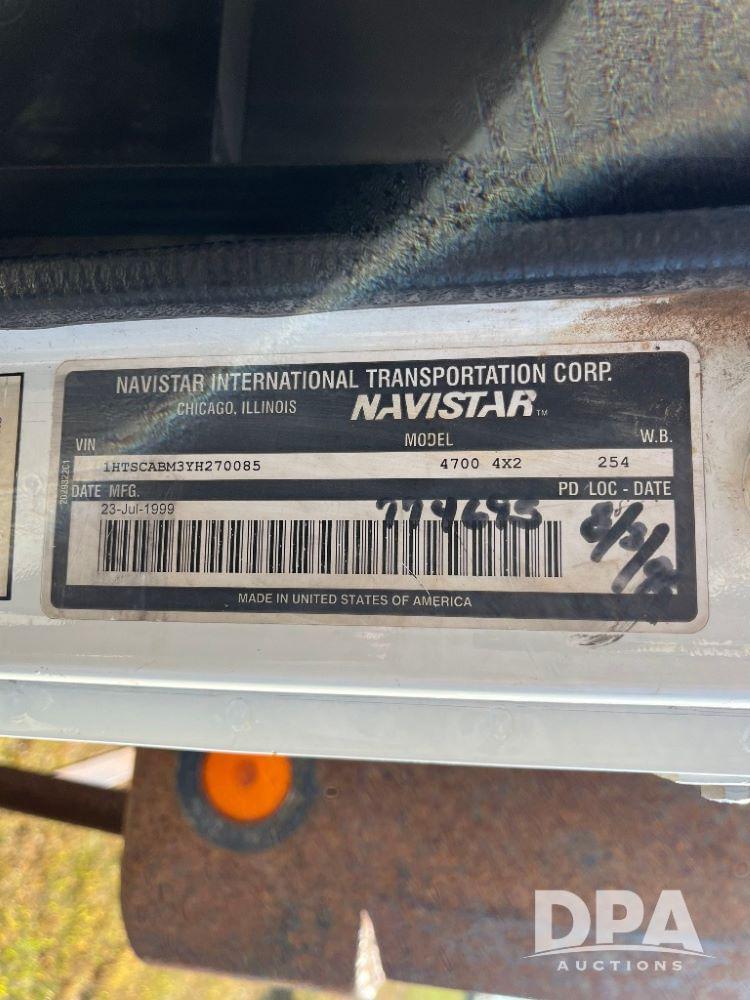 NAVISTAR INTERNATIONAL TRANSPORTATION CORP.
CHICAGO, ILLINOIS NAVISTAR™
VIN MODEL W.B.
1HTSCABM3YH270085 4700 4X2 254
DATE MFG. PD LOC - DATE
23-Jul-1999
MADE IN UNITED STATES OF AMERICA
DPA
AUCTIONS